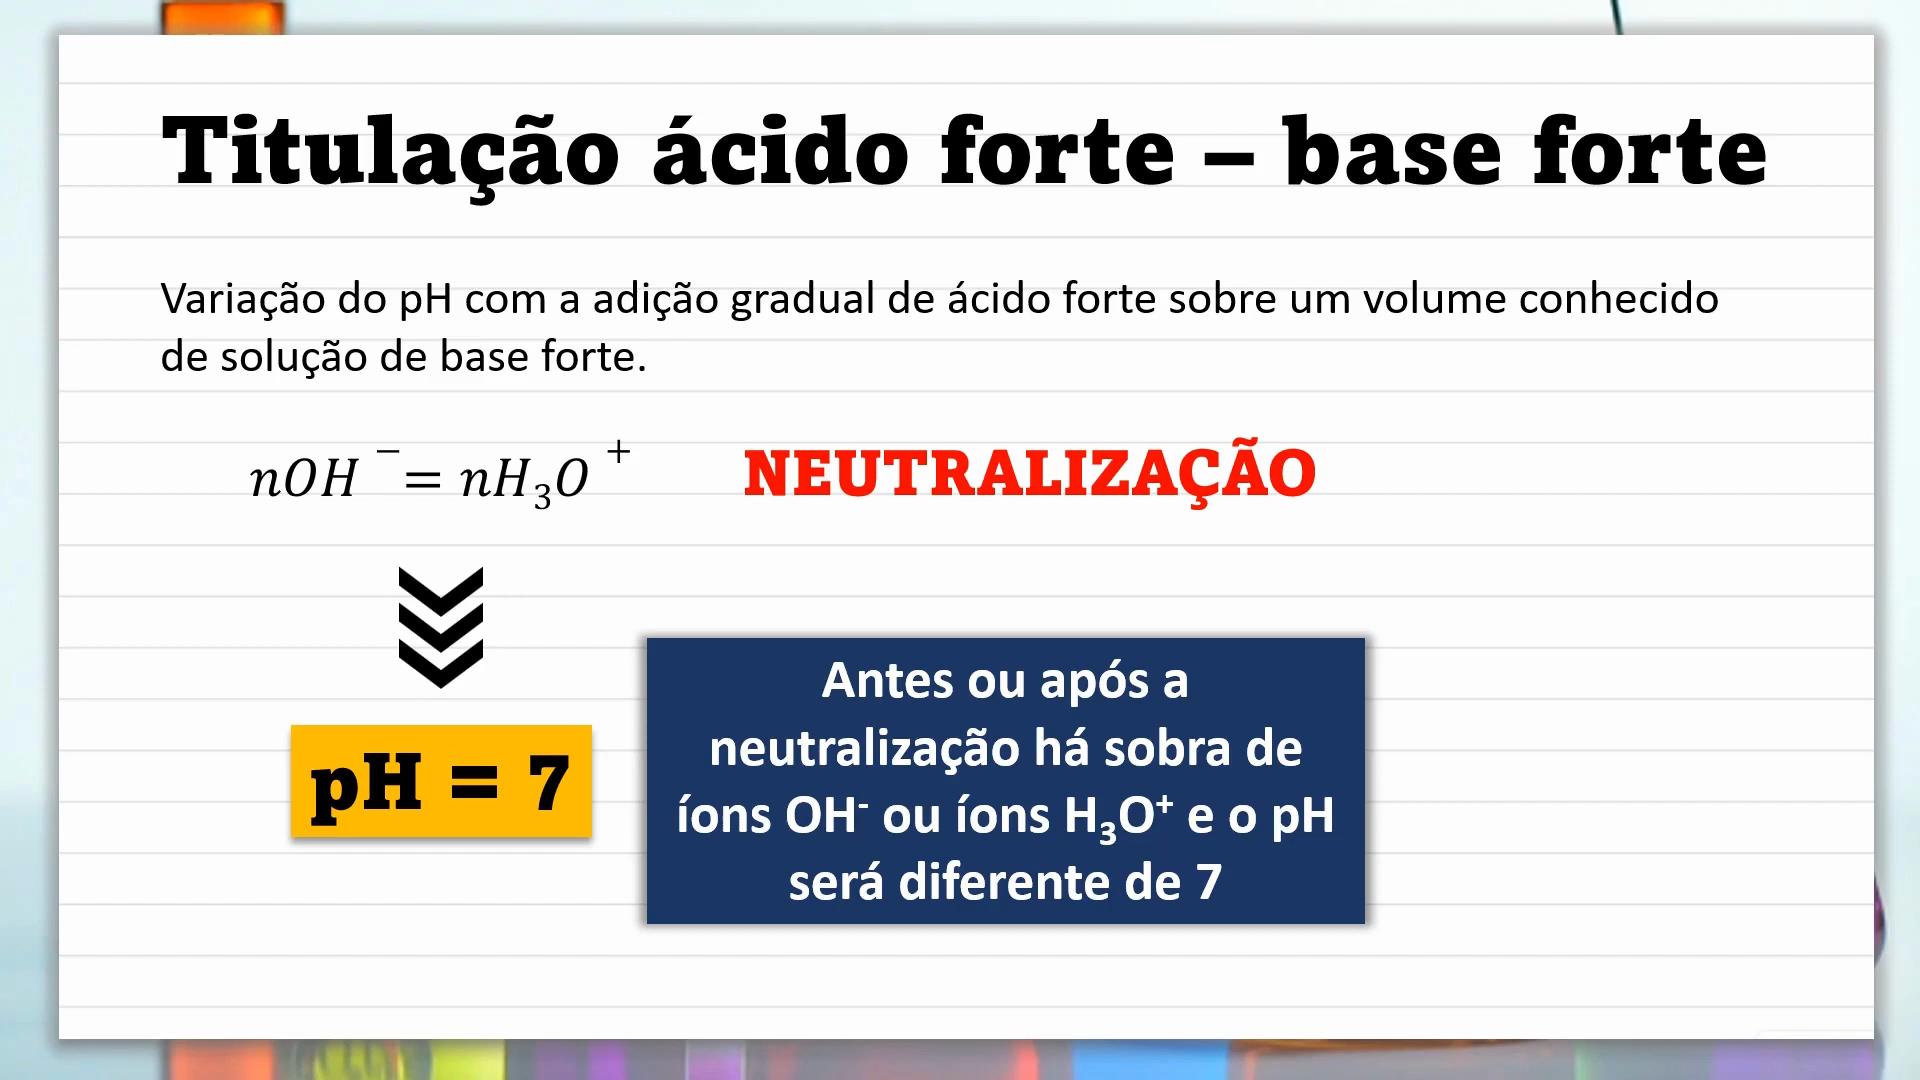 Titulação ácido forte – base forte
Variação do pH com a adição gradual de ácido forte sobre um volume conhecido
de solução de base forte.
nOH⁻ = nH₃O⁺ NEUTRALIZAÇÃO
pH = 7
Antes ou após a
neutralização há sobra de
íons OH⁻ ou íons H₃O⁺ e o pH
será diferente de 7